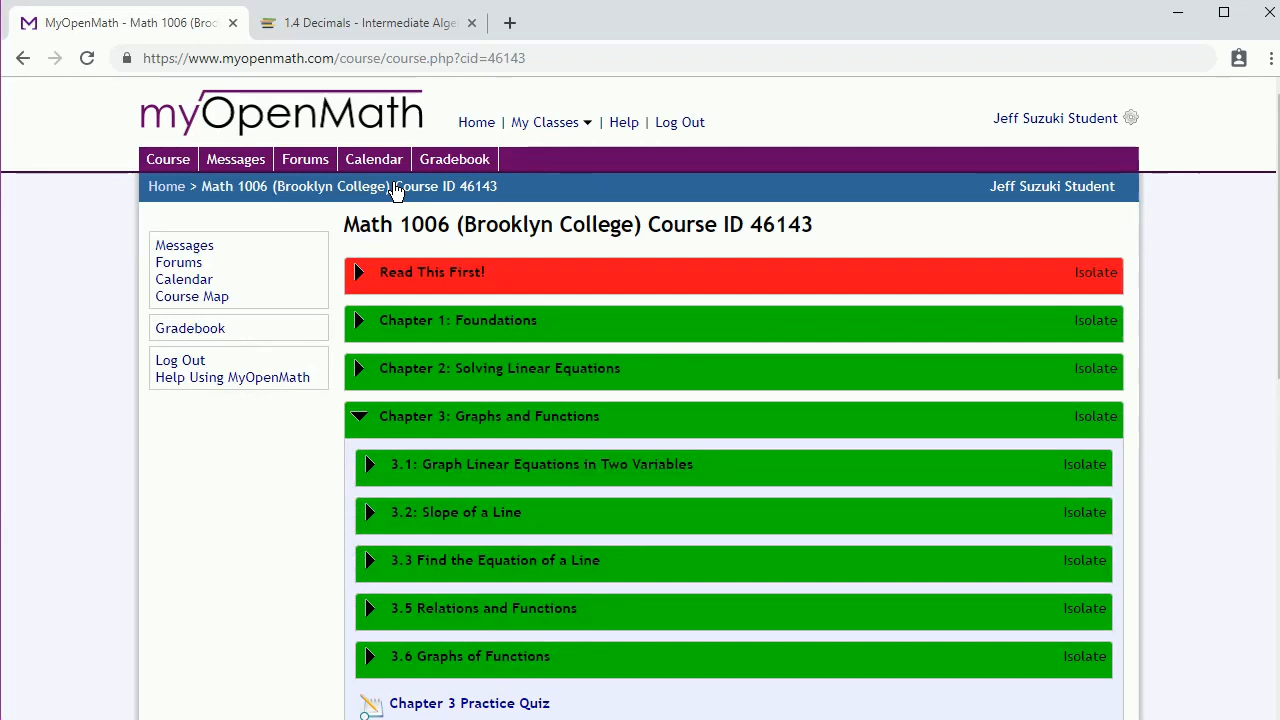 MyOpenMath - Math 1006 (Broo
1.4 Decimals - Intermediate Alge
https://www.myopenmath.com/course/course.php?cid=46143
myOpenMath
Home | My Classes | Help | Log Out
Jeff Suzuki Student
Course Messages Forums Calendar Gradebook
Home > Math 1006 (Brooklyn College) Course ID 46143
Jeff Suzuki Student
Messages
Forums
Calendar
Course Map
Gradebook
Log Out
Help Using MyOpenMath
Math 1006 (Brooklyn College) Course ID 46143
Read This First! Isolate
Chapter 1: Foundations Isolate
Chapter 2: Solving Linear Equations Isolate
Chapter 3: Graphs and Functions Isolate
3.1: Graph Linear Equations in Two Variables Isolate
3.2: Slope of a Line Isolate
3.3 Find the Equation of a Line Isolate
3.5 Relations and Functions Isolate
3.6 Graphs of Functions Isolate
Chapter 3 Practice Quiz